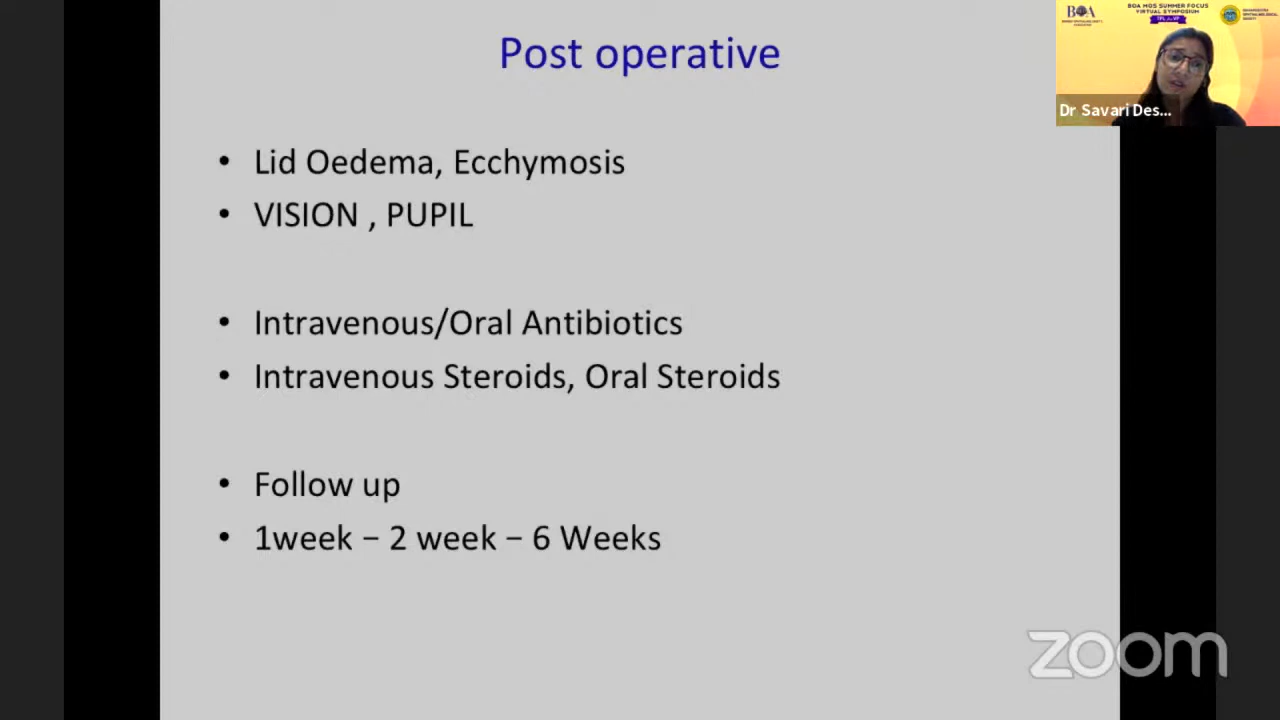 Post operative
BOA
BOA MOS SUMMER FOCUS
VIRTUAL SYMPOSIUM
Dr Savari Des...
• Lid Oedema, Ecchymosis
• VISION , PUPIL
• Intravenous/Oral Antibiotics
• Intravenous Steroids, Oral Steroids
• Follow up
• 1week – 2 week – 6 Weeks
zoom